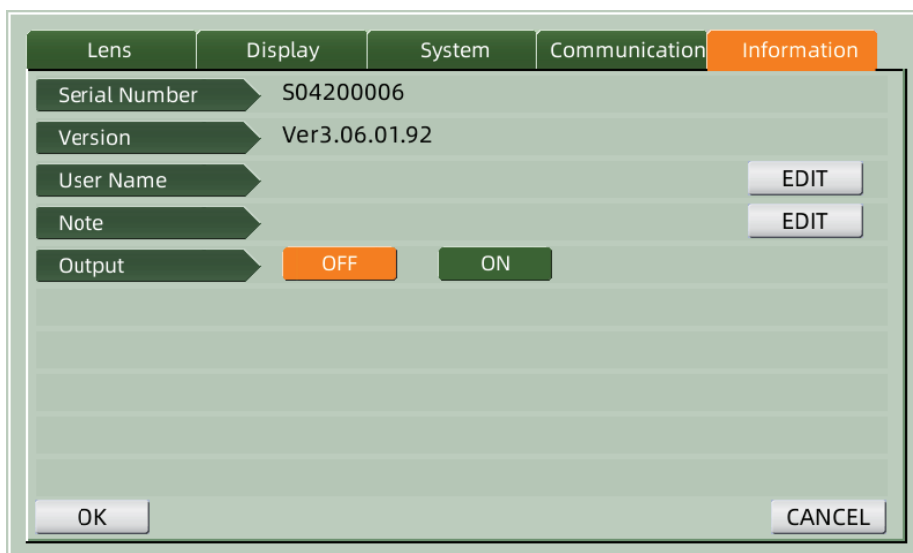 Lens Display System Communication Information
Serial Number S04200006
Version Ver3.06.01.92
User Name EDIT
Note EDIT
Output OFF ON
OK CANCEL